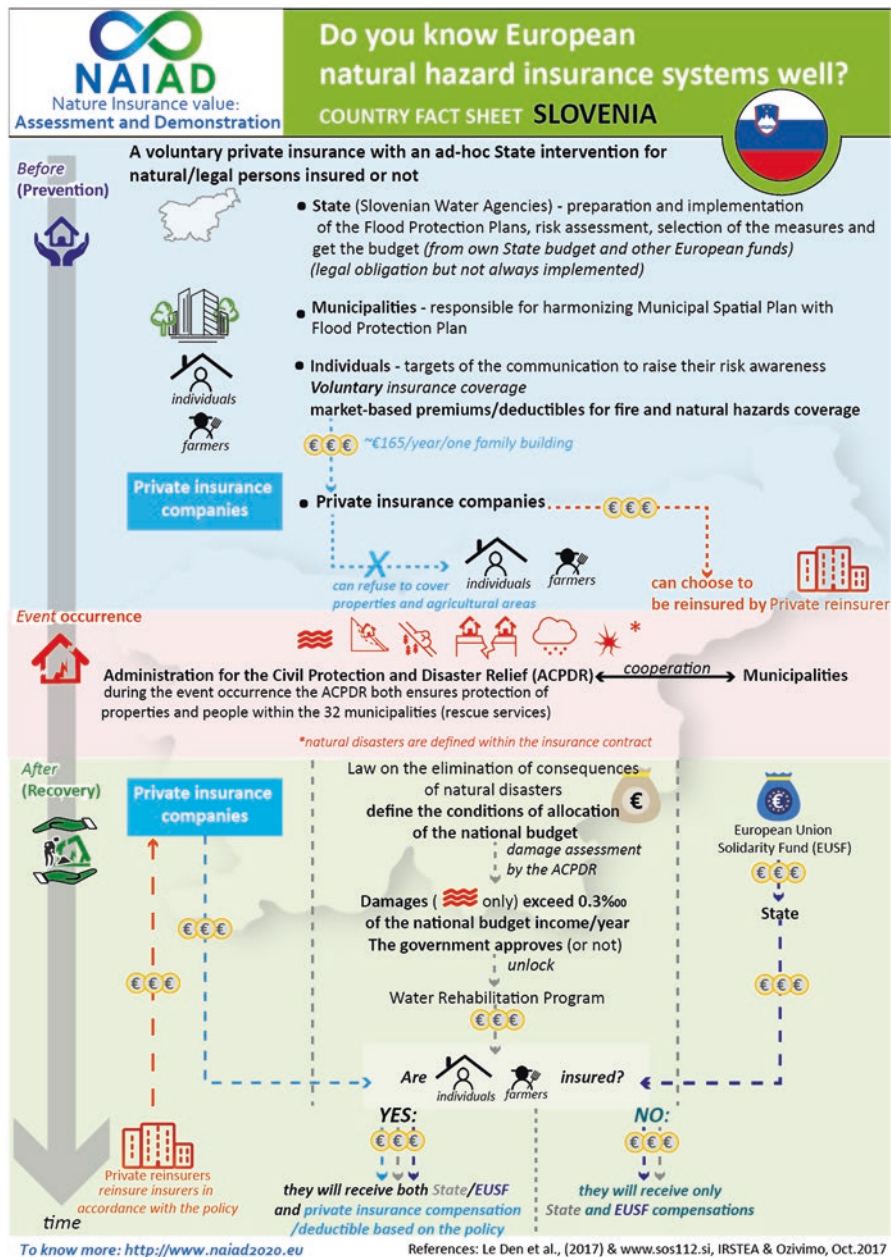 NAIAD
Nature Insurance value:
Assessment and Demonstration
Do you know European
natural hazard insurance systems well?
COUNTRY FACT SHEET SLOVENIA
Before
(Prevention)
A voluntary private insurance with an ad-hoc State intervention for
natural/legal persons insured or not
• State (Slovenian Water Agencies) - preparation and implementation
of the Flood Protection Plans, risk assessment, selection of the measures and
get the budget (from own State budget and other European funds)
(legal obligation but not always implemented)
• Municipalities - responsible for harmonizing Municipal Spatial Plan with
Flood Protection Plan
• Individuals - targets of the communication to raise their risk awareness
Voluntary insurance coverage
market-based premiums/deductibles for fire and natural hazards coverage
individuals
farmers
€ € € ~€165/year/one family building
Private insurance
companies
• Private insurance companies
€ € €
X
can refuse to cover
properties and agricultural areas
individuals
farmers
can choose to
be reinsured by Private reinsurer
Event occurrence
*
Administration for the Civil Protection and Disaster Relief (ACPDR)
cooperation
Municipalities
during the event occurrence the ACPDR both ensures protection of
properties and people within the 32 municipalities (rescue services)
*natural disasters are defined within the insurance contract
After
(Recovery)
Private insurance
companies
Law on the elimination of consequences
of natural disasters
define the conditions of allocation
of the national budget
€
damage assessment
by the ACPDR
European Union
Solidarity Fund (EUSF)
€ € €
State
€ € €
Damages ( only) exceed 0.3‱
of the national budget income/year
The government approves (or not)
unlock
Water Rehabilitation Program
€ € €
€ € €
€ € €
Are individuals farmers insured?
YES:
€ € €
they will receive both State/EUSF
and private insurance compensation
/deductible based on the policy
NO:
€ € €
they will receive only
State and EUSF compensations
Private reinsurers
reinsure insurers in
accordance with the policy
time
To know more: http://www.naiad2020.eu
References: Le Den et al., (2017) & www.sos112.si, IRSTEA & Ozivimo, Oct.2017